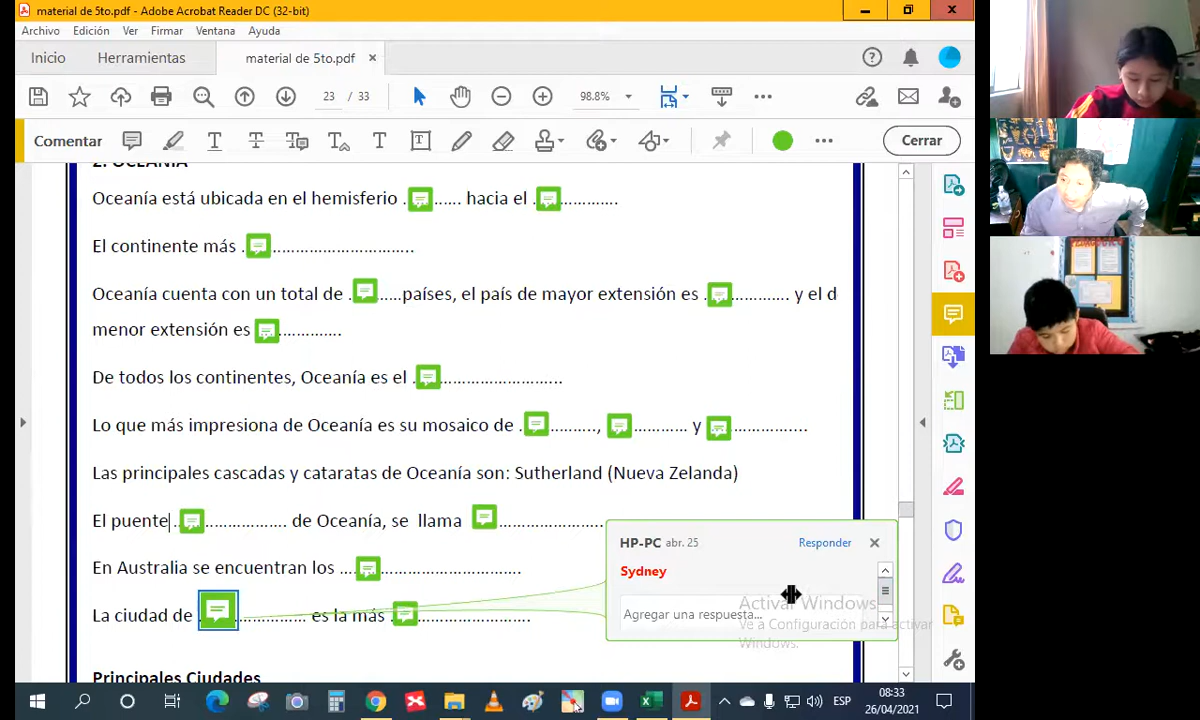 material de 5to.pdf - Adobe Acrobat Reader DC (32-bit)
Archivo Edición Ver Firmar Ventana Ayuda
Inicio Herramientas material de 5to.pdf ×
23 / 33 98.8%
Comentar Cerrar
2. OCEANÍA
Oceanía está ubicada en el hemisferio ....... hacia el .............
El continente más ...............................
Oceanía cuenta con un total de ......países, el país de mayor extensión es ............. y el d
menor extensión es ..............
De todos los continentes, Oceanía es el ...........................
Lo que más impresiona de Oceanía es su mosaico de ..........., ............ y ................
Las principales cascadas y cataratas de Oceanía son: Sutherland (Nueva Zelanda)
El puente .................... de Oceanía, se llama .......................
En Australia se encuentran los ..................................
La ciudad de ............... es la más .........................
Principales Ciudades
HP-PC abr. 25 Responder
Sydney
Agregar una respuesta...
Activar Windows
Ve a Configuración para activar
Windows.
ESP
08:33
26/04/2021